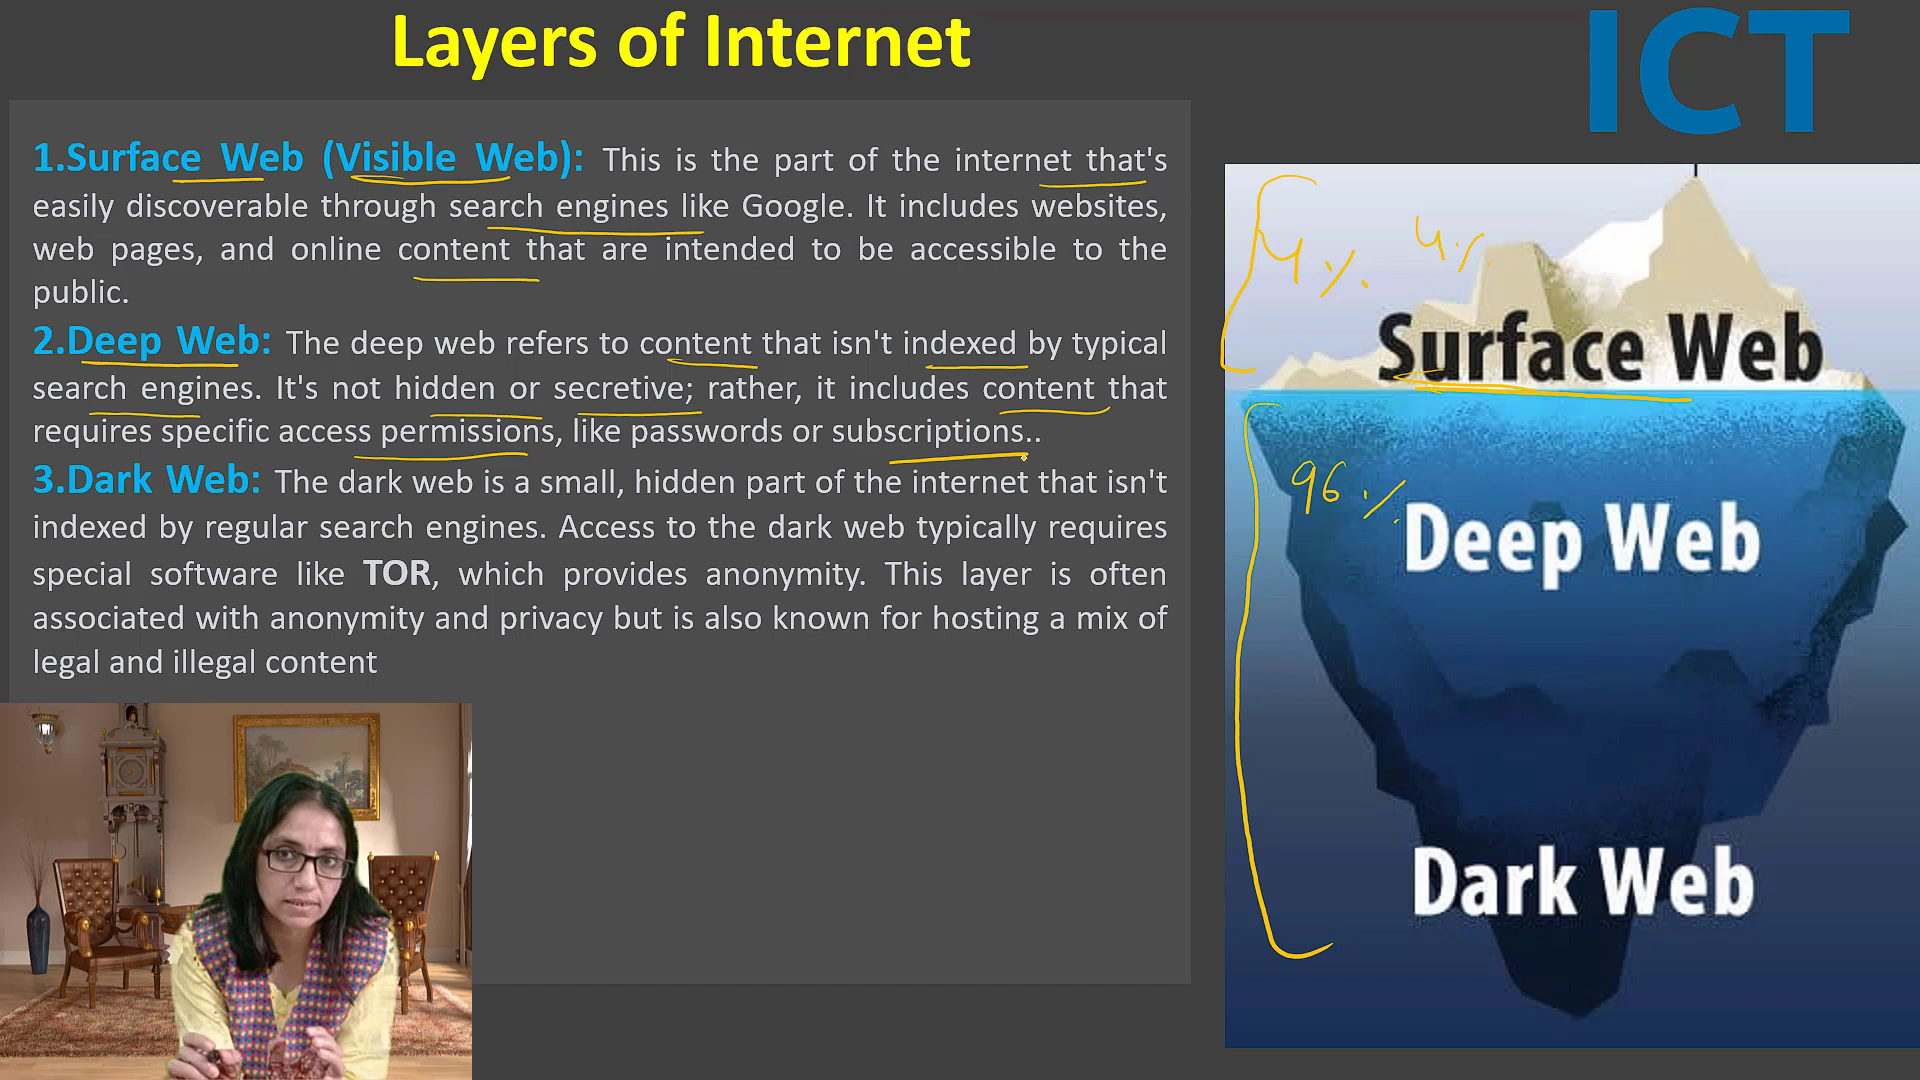 Layers of Internet
ICT
1.Surface Web (Visible Web): This is the part of the internet that's
easily discoverable through search engines like Google. It includes websites,
web pages, and online content that are intended to be accessible to the
public.
2.Deep Web: The deep web refers to content that isn't indexed by typical
search engines. It's not hidden or secretive; rather, it includes content that
requires specific access permissions, like passwords or subscriptions..
3.Dark Web: The dark web is a small, hidden part of the internet that isn't
indexed by regular search engines. Access to the dark web typically requires
special software like TOR, which provides anonymity. This layer is often
associated with anonymity and privacy but is also known for hosting a mix of
legal and illegal content
4% 4%
Surface Web
96%
Deep Web
Dark Web